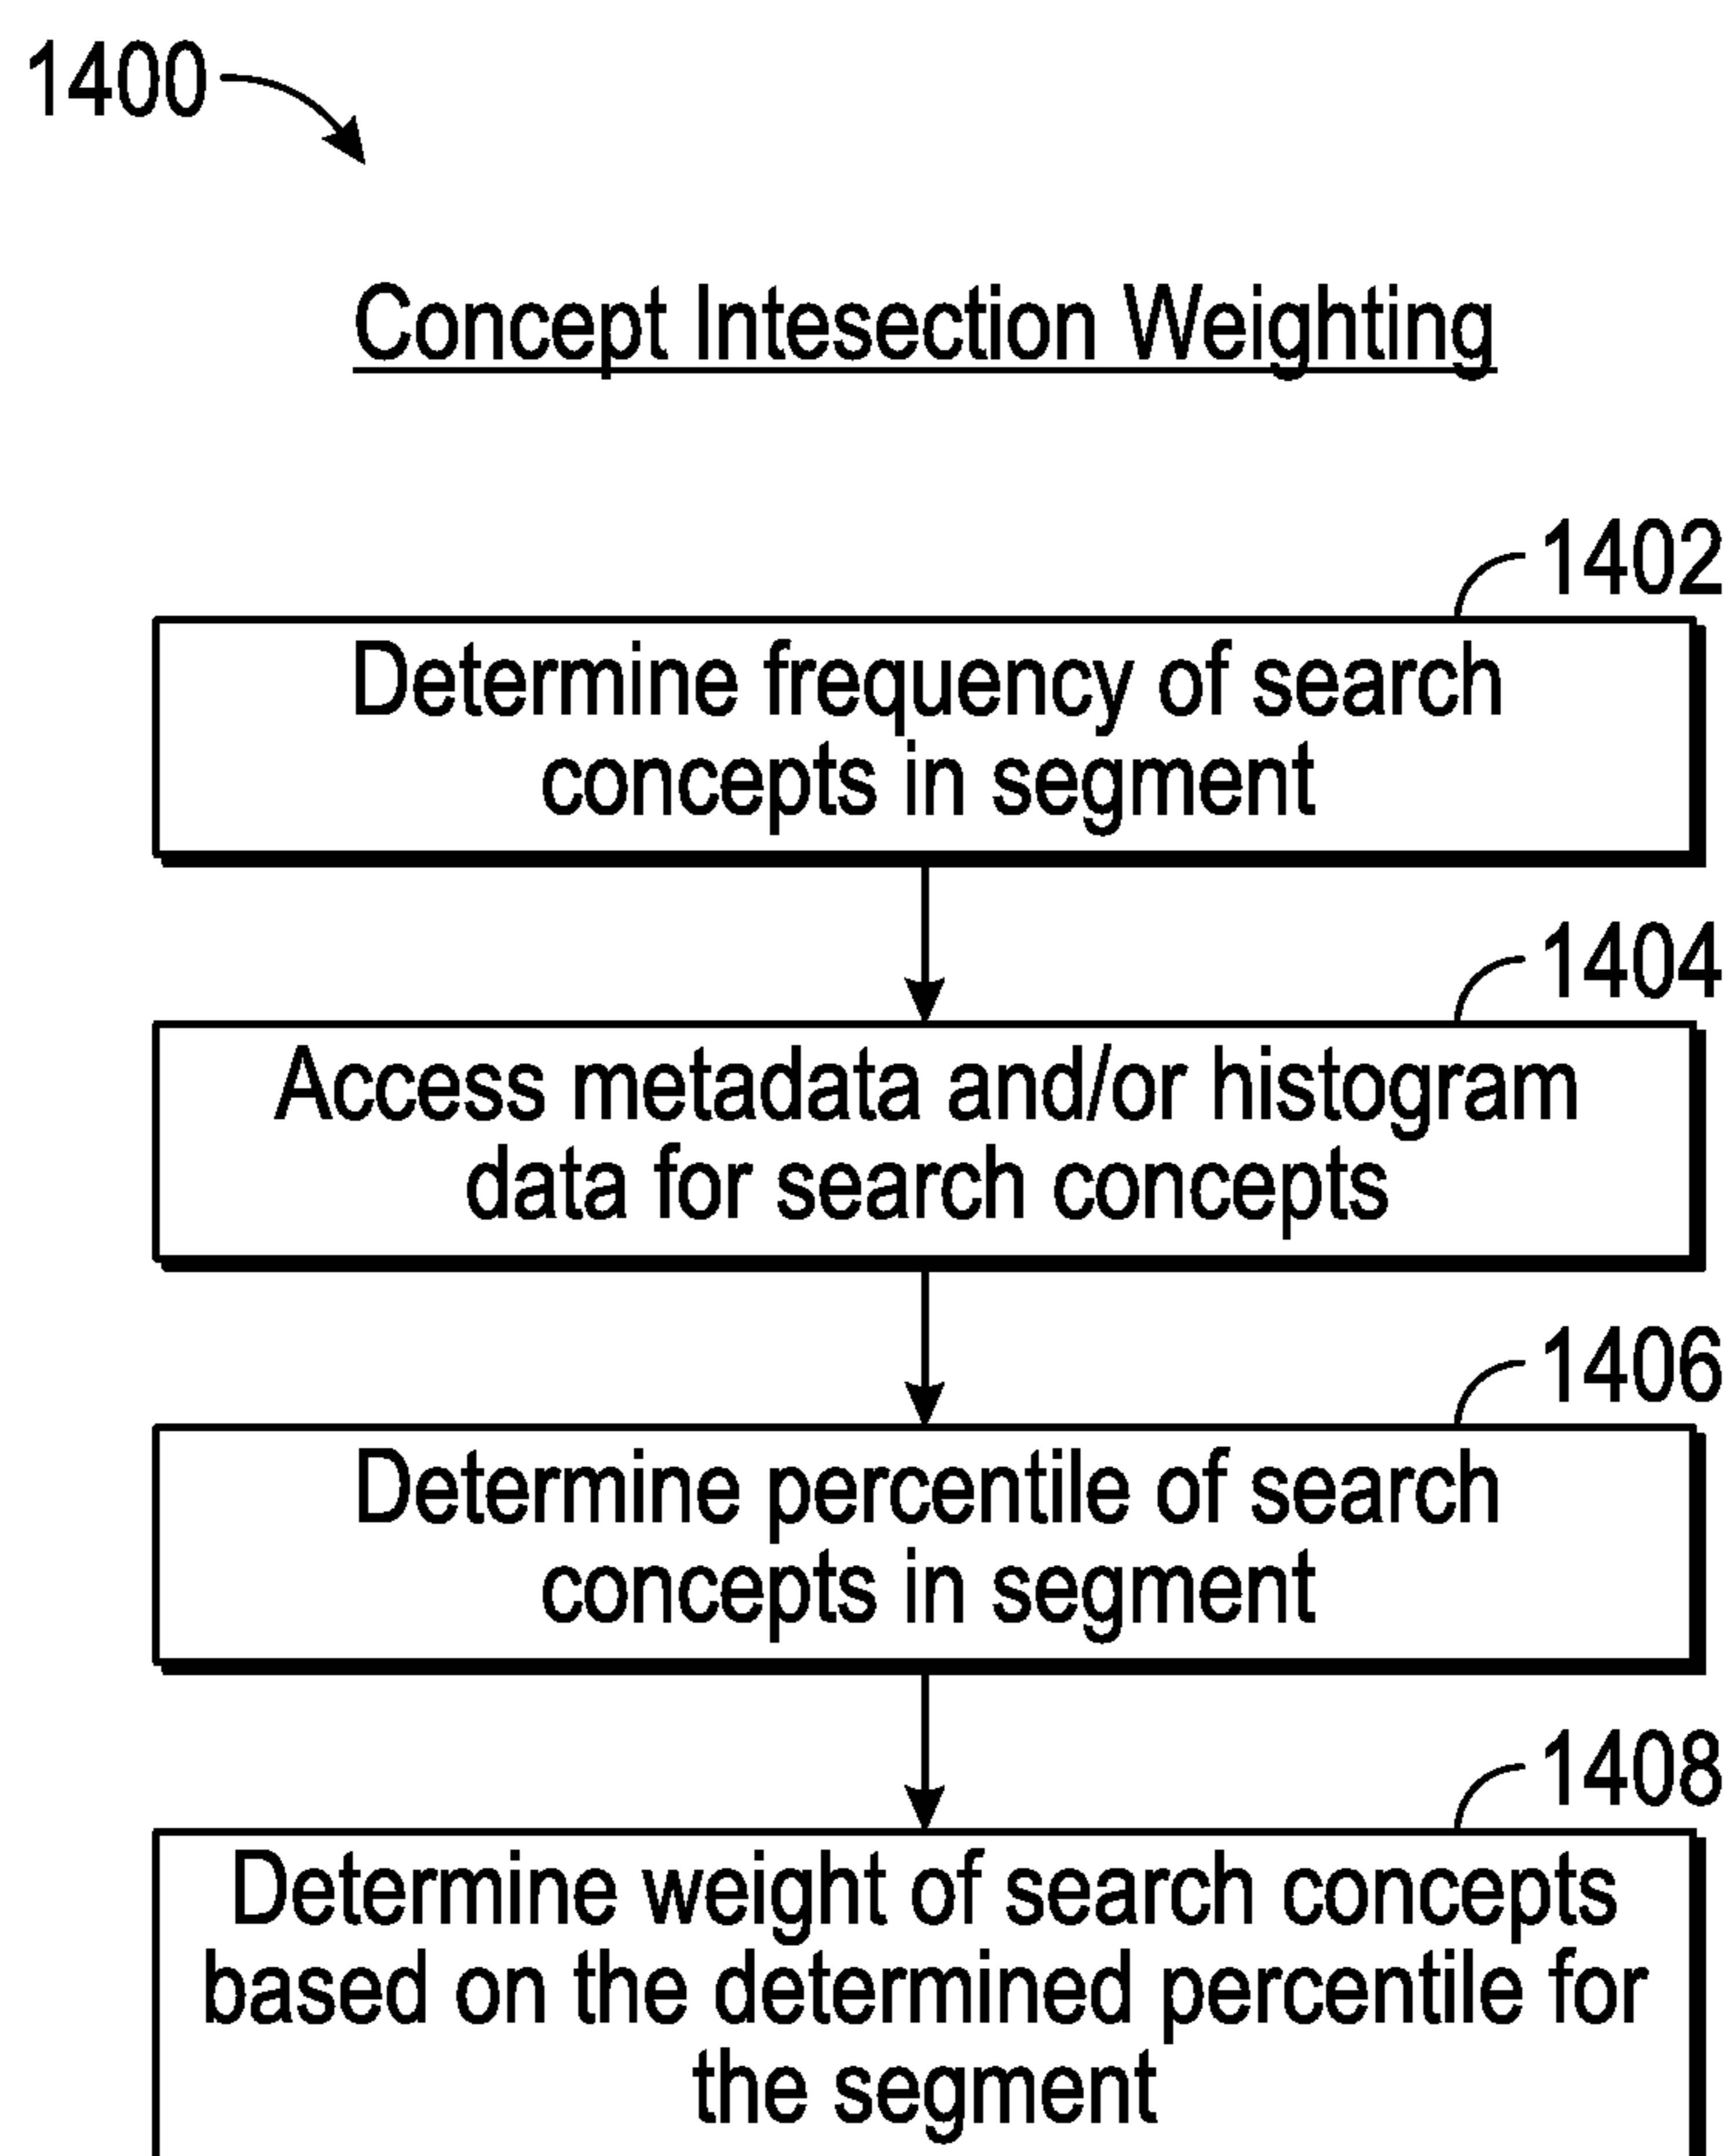 1400
Concept Intesection Weighting
1402
Determine frequency of search
concepts in segment
1404
Access metadata and/or histogram
data for search concepts
1406
Determine percentile of search
concepts in segment
1408
Determine weight of search concepts
based on the determined percentile for
the segment